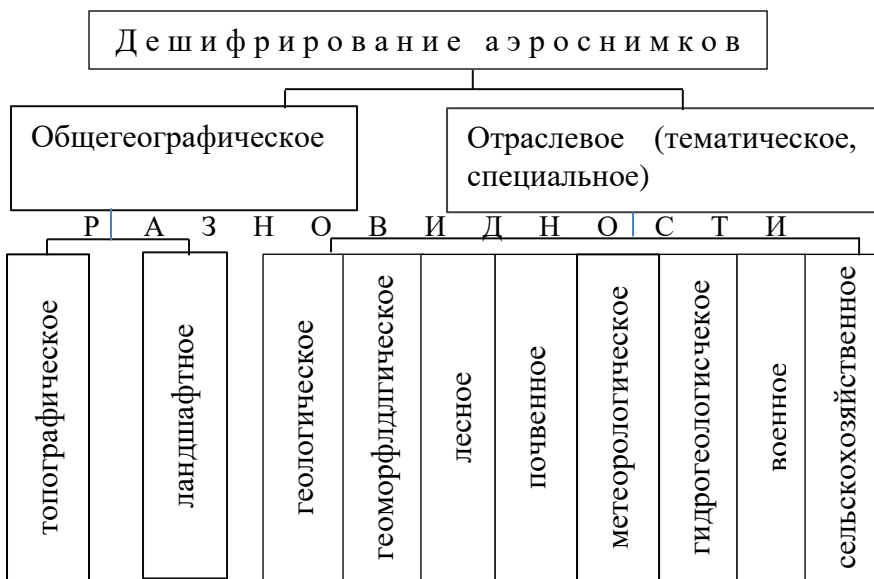 Дешифрирование аэроснимков
Общегеографическое
Отраслевое (тематическое,
специальное)
РАЗНОВИДНОСТИ
топографическое
ландшафтное
геологическое
геоморфлдлгическое
лесное
почвенное
метеорологическое
гидрогеологисчекое
военное
сельскохозяйственное